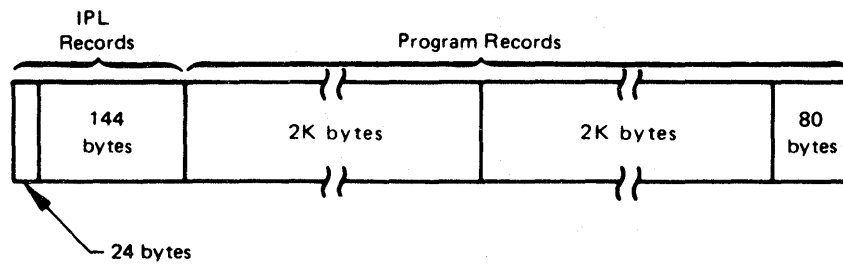 IPL
Records
Program Records
144
bytes
2K bytes
2K bytes
80
bytes
24 bytes